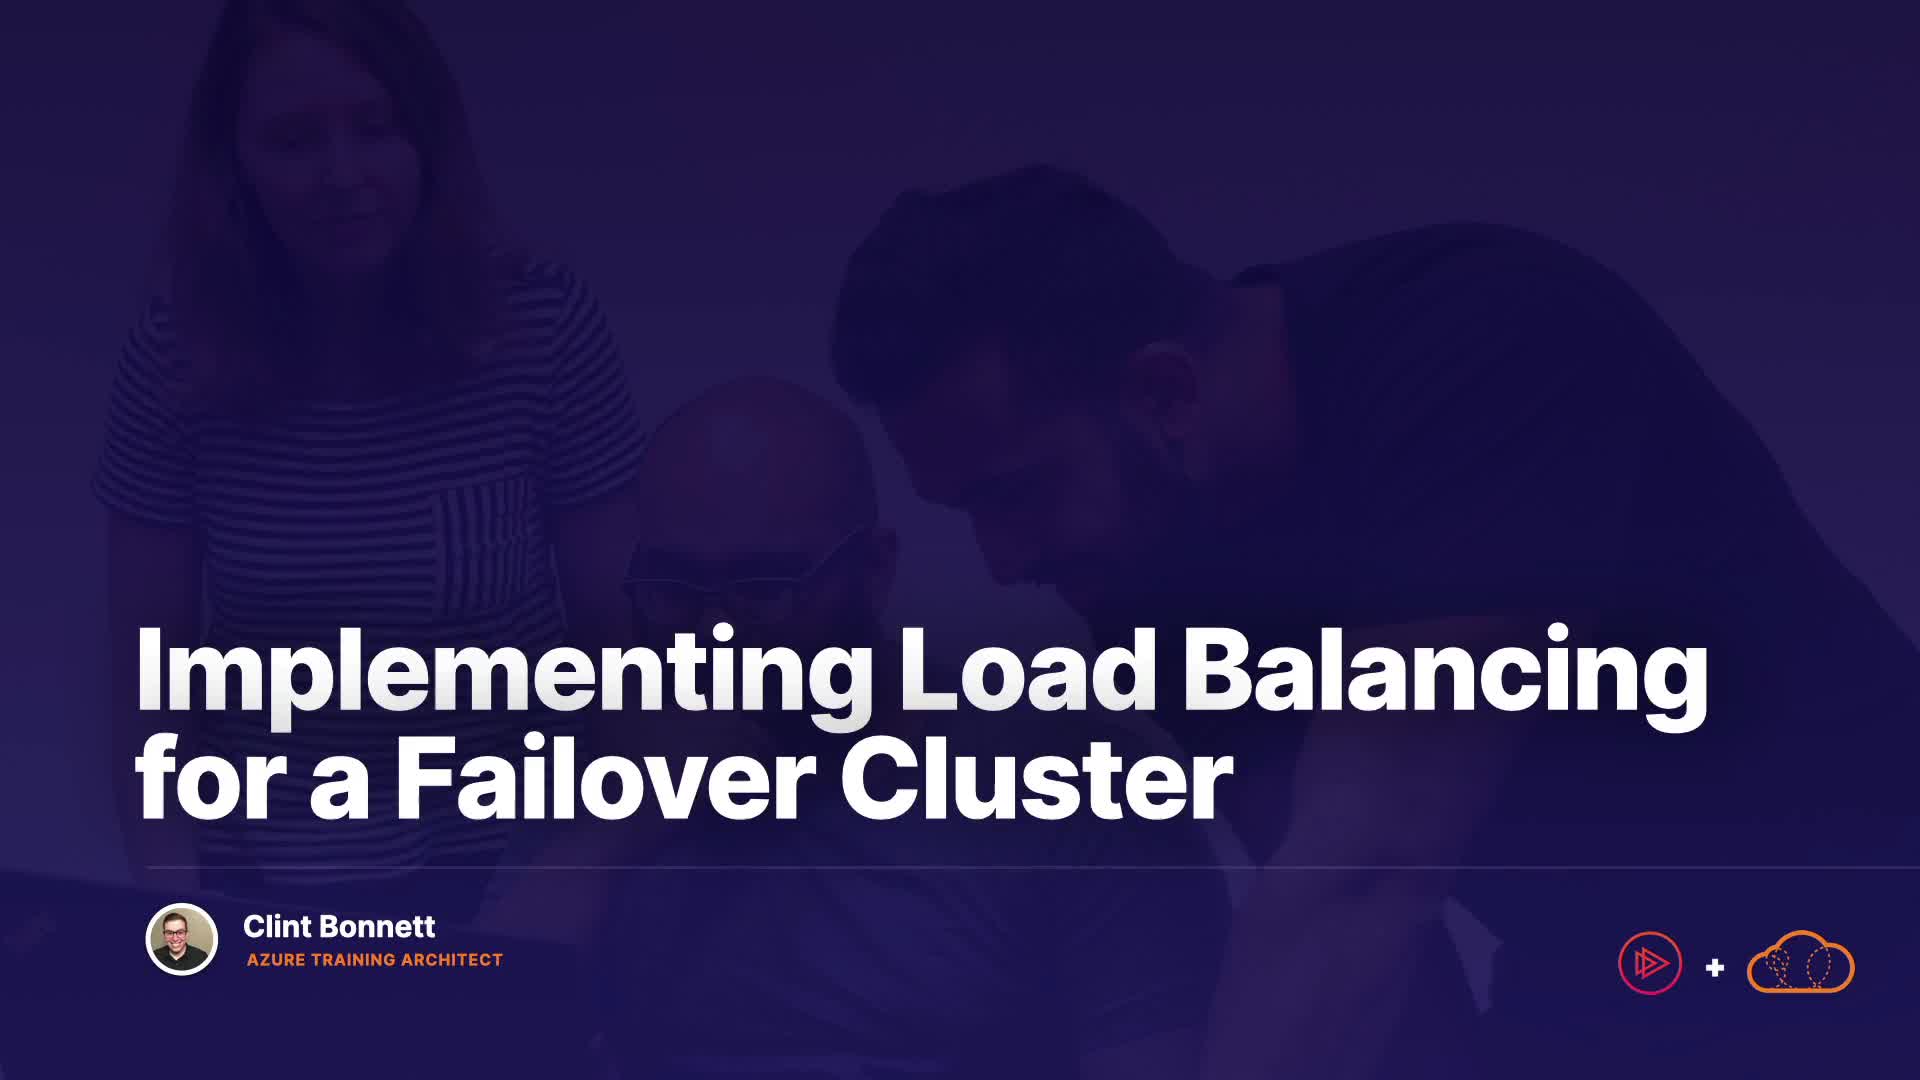 Implementing Load Balancing
for a Failover Cluster
Clint Bonnett
AZURE TRAINING ARCHITECT